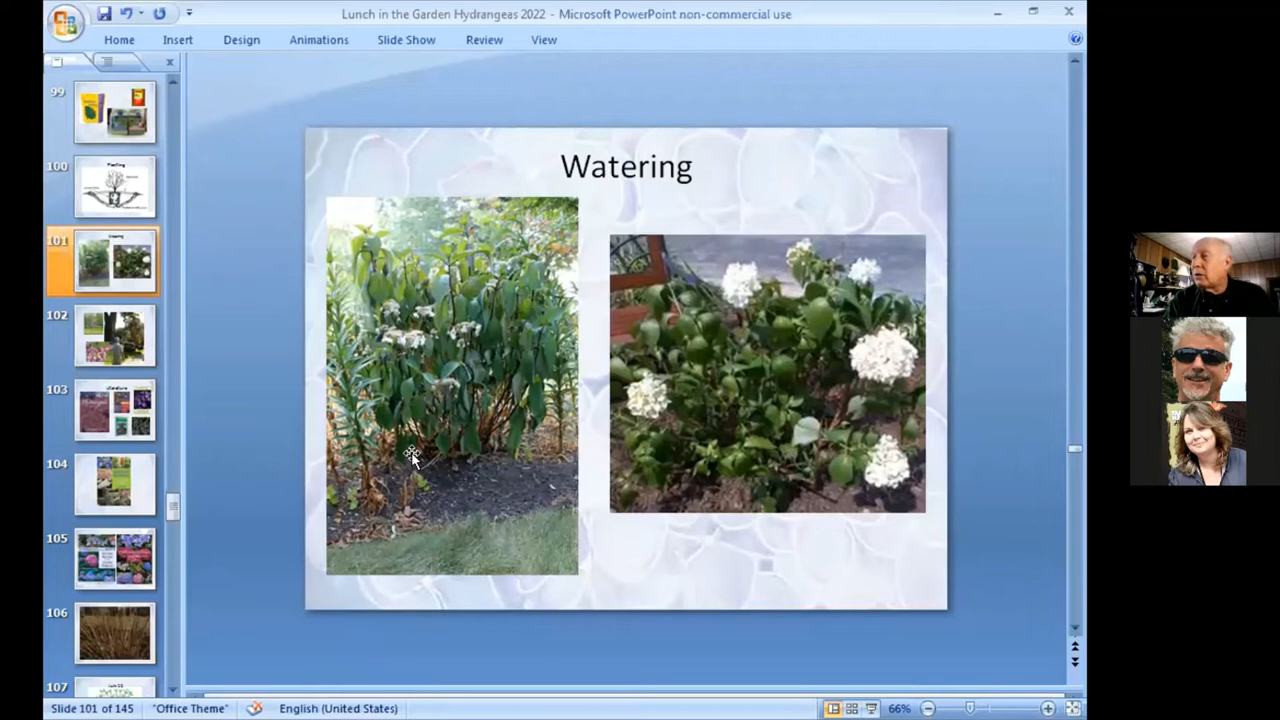 Lunch in the Garden Hydrangeas 2022 - Microsoft PowerPoint non-commercial use
Home Insert Design Animations Slide Show Review View
99
100
101
102
103
104
105
106
107
Watering
Slide 101 of 145 "Office Theme" English (United States) 66%